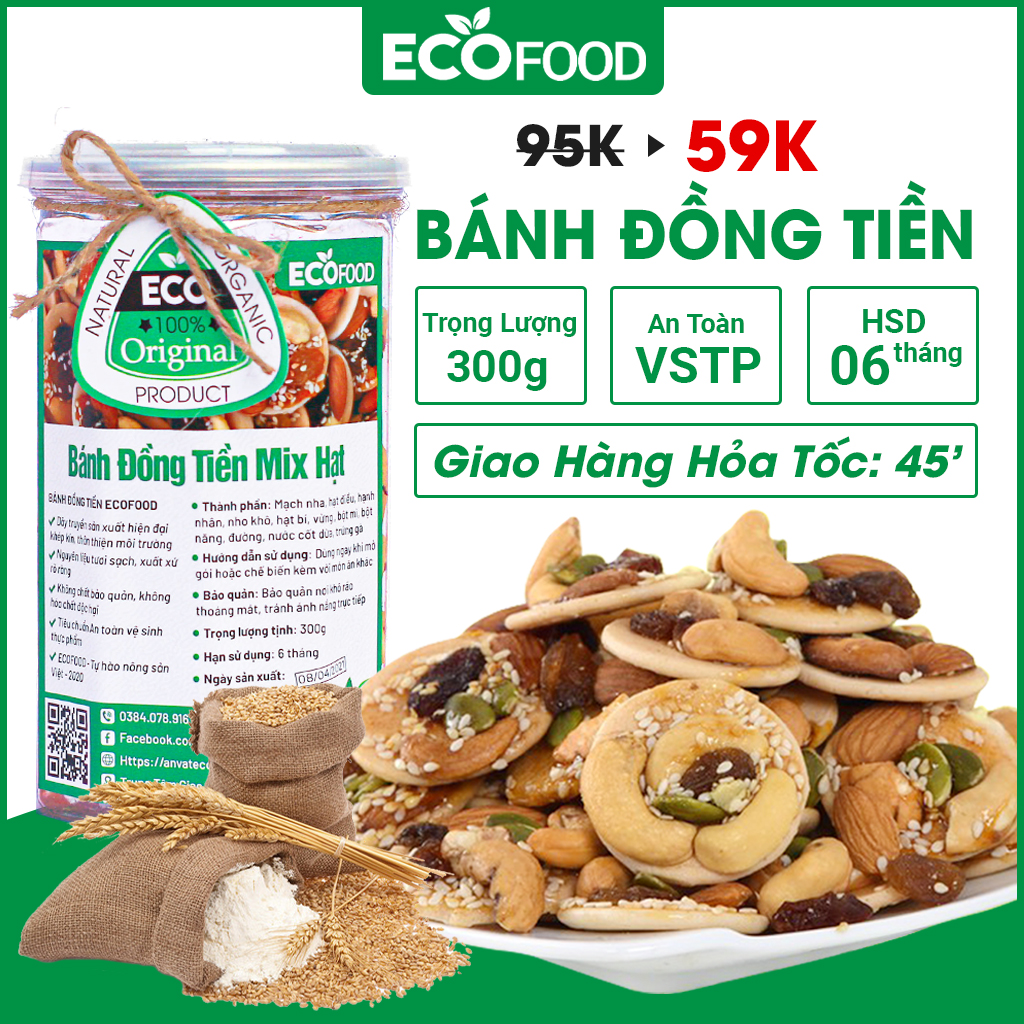 ECOFOOD
95K 59K
BÁNH ĐỒNG TIỀN
Trọng Lượng
300g
An Toàn
VSTP
HSD
06 tháng
Giao Hàng Hỏa Tốc: 45’
NATURAL
ORGANIC
ECO
100%
Original
PRODUCT
ECOFOOD
Bánh Đồng Tiền Mix Hạt
BÁNH ĐỒNG TIỀN ECOFOOD
Dây truyền sản xuất hiện đại
khép kín, thân thiện môi trường
Nguyên liệu tươi sạch, xuất xứ
rõ ràng
Không chất bảo quản, không
hóa chất độc hại
Tiêu chuẩn An toàn vệ sinh
thực phẩm
ECOFOOD - Tự hào nông sản
Việt - 2020
Thành phần: Mạch nha, hạt điều, hạnh
nhân, nho khô, hạt bí, vừng, bột mì, bột
năng, đường, nước cốt dừa, trứng gà
Hướng dẫn sử dụng: Dùng ngay khi mở
gói hoặc chế biến kèm với món ăn khác
Bảo quản: Bảo quản nơi khô ráo
thoáng mát, tránh ánh nắng trực tiếp
Trọng lượng tịnh: 300g
Hạn sử dụng: 6 tháng
Ngày sản xuất: 08/04/2021
0384.078.916
Facebook.co
Https://anvateco